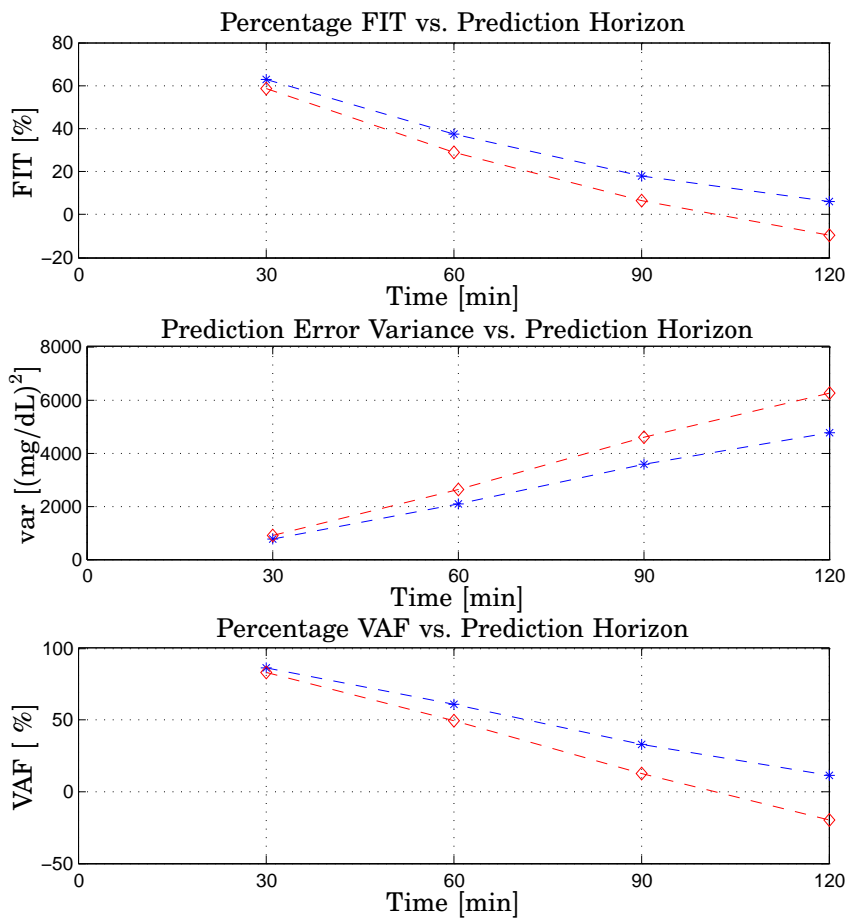 Percentage FIT vs. Prediction Horizon
80
60
40
20
0
−20
FIT [%]
0 30 60 90 120
Time [min]
Prediction Error Variance vs. Prediction Horizon
8000
6000
4000
2000
0
var [(mg/dL)²]
0 30 60 90 120
Time [min]
Percentage VAF vs. Prediction Horizon
100
50
0
−50
VAF [ %]
0 30 60 90 120
Time [min]